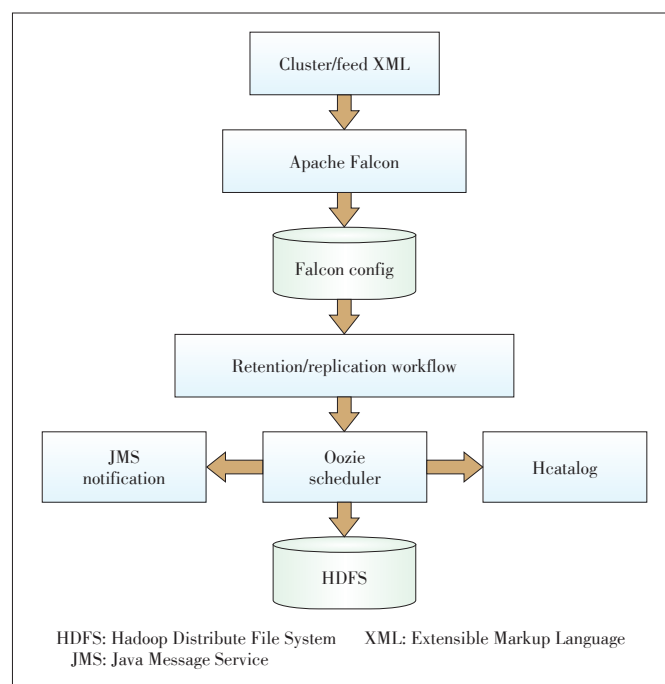 Cluster/feed XML
Apache Falcon
Falcon config
Retention/replication workflow
JMS
notification
Oozie
scheduler
Hcatalog
HDFS
HDFS: Hadoop Distribute File System XML: Extensible Markup Language
JMS: Java Message Service